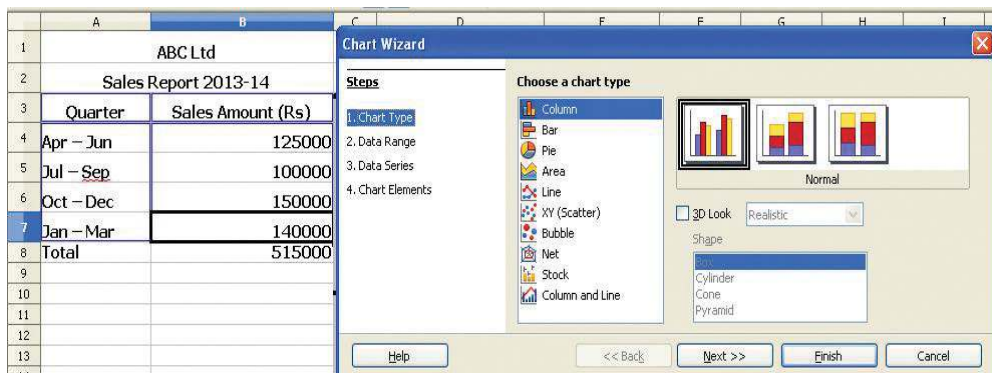 A B C D E F G H I
1 ABC Ltd
2 Sales Report 2013-14
3 Quarter Sales Amount (Rs)
4 Apr – Jun 125000
5 Jul – Sep 100000
6 Oct – Dec 150000
7 Jan – Mar 140000
8 Total 515000
9
10
11
12
13
Chart Wizard
Steps
1. Chart Type
2. Data Range
3. Data Series
4. Chart Elements
Choose a chart type
Column
Bar
Pie
Area
Line
XY (Scatter)
Bubble
Net
Stock
Column and Line
Normal
3D Look Realistic
Shape
Box
Cylinder
Cone
Pyramid
Help << Back Next >> Finish Cancel